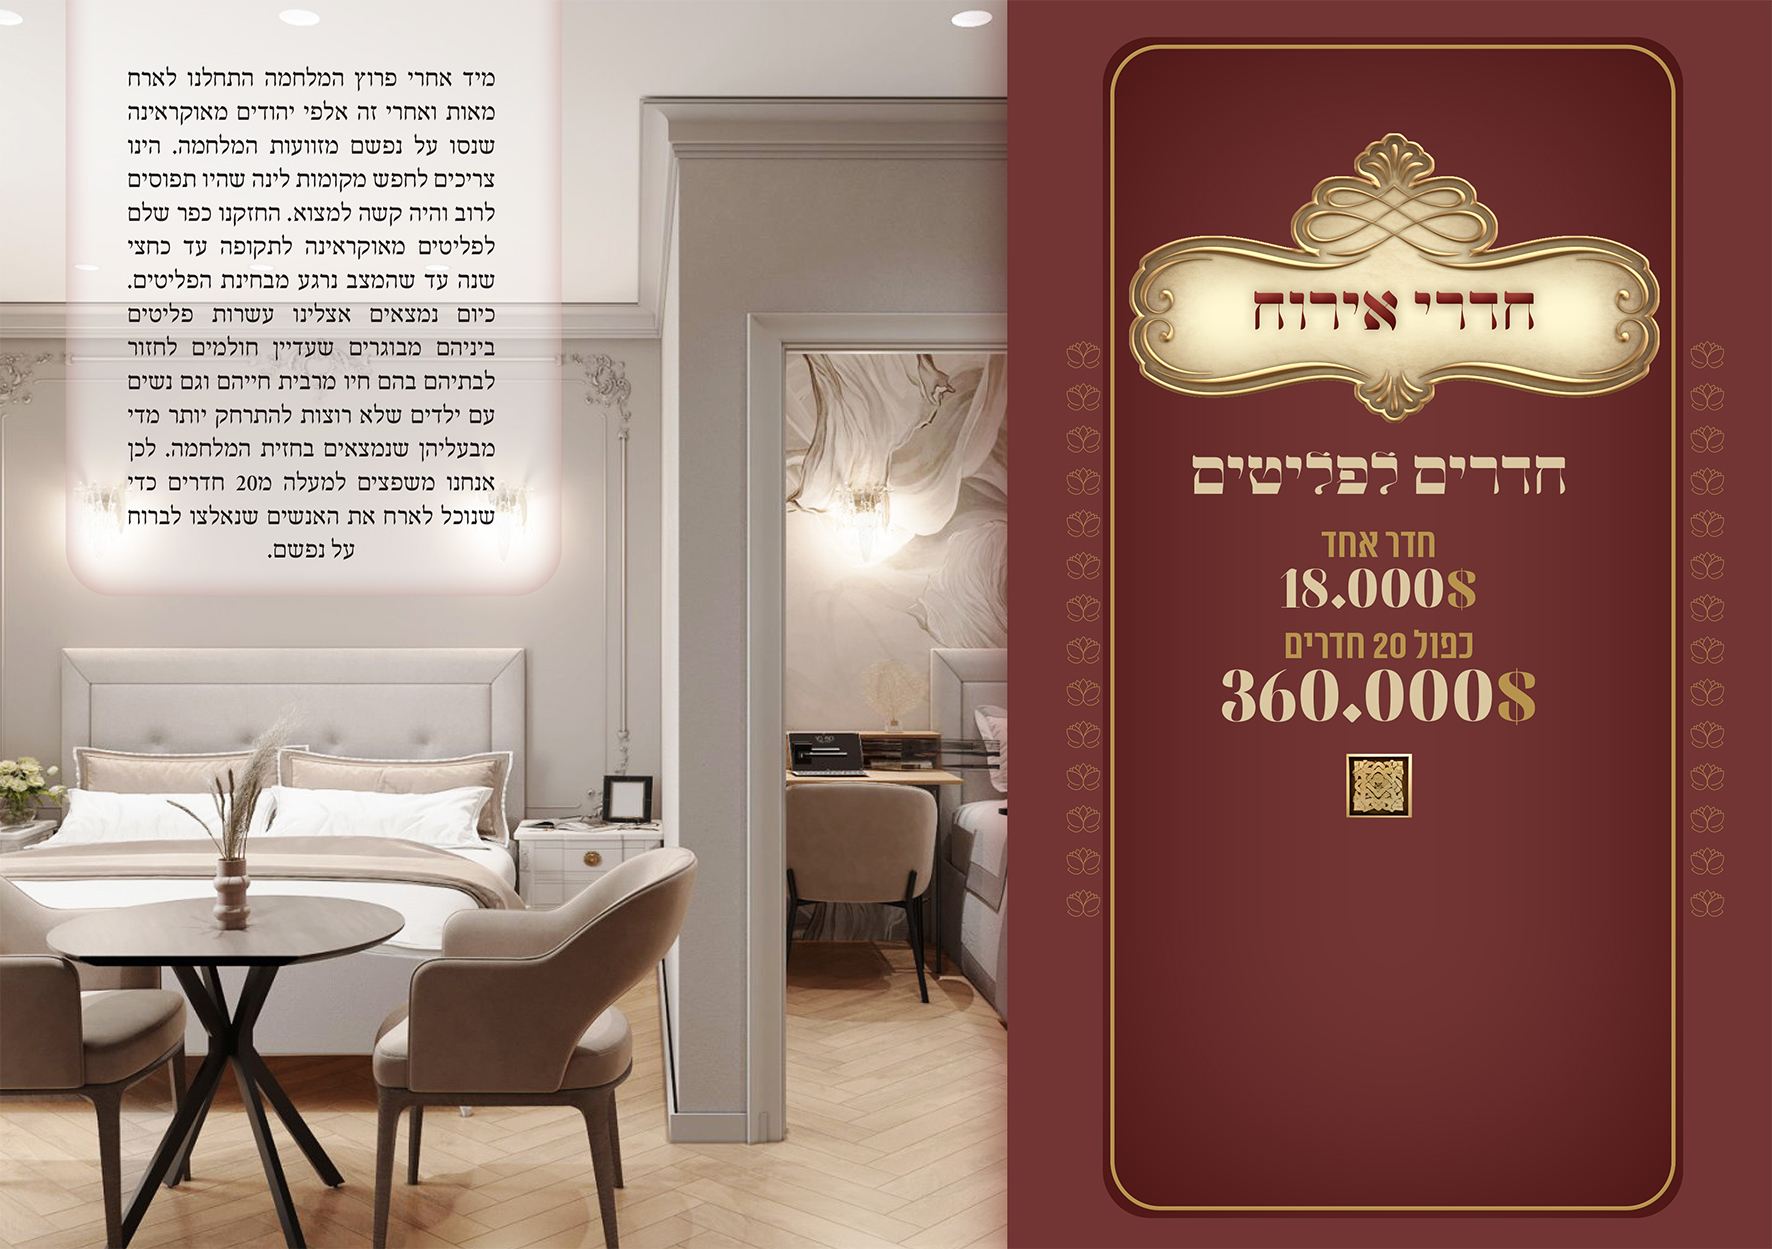 חדרי אירוח
חדרים לפליטים
חדר אחד
18.000$
כפול 20 חדרים
360.000$
מיד אחרי פרוץ המלחמה התחלנו לארח
מאות ואחרי זה אלפי יהודים מאוקראינה
שנסו על נפשם מזוועות המלחמה. הינו
צריכים לחפש מקומות לינה שהיו תפוסים
לרוב והיה קשה למצוא. החזקנו כפר שלם
לפליטים מאוקראינה לתקופה עד כחצי
שנה עד שהמצב נרגע מבחינת הפליטים.
כיום נמצאים אצלינו עשרות פליטים
ביניהם מבוגרים שעדיין חולמים לחזור
לבתיהם בהם חיו מרבית חייהם וגם נשים
עם ילדים שלא רוצות להתרחק יותר מדי
מבעליהן שנמצאים בחזית המלחמה. לכן
אנחנו משפצים למעלה מ20 חדרים כדי
שנוכל לארח את האנשים שנאלצו לברוח
על נפשם.